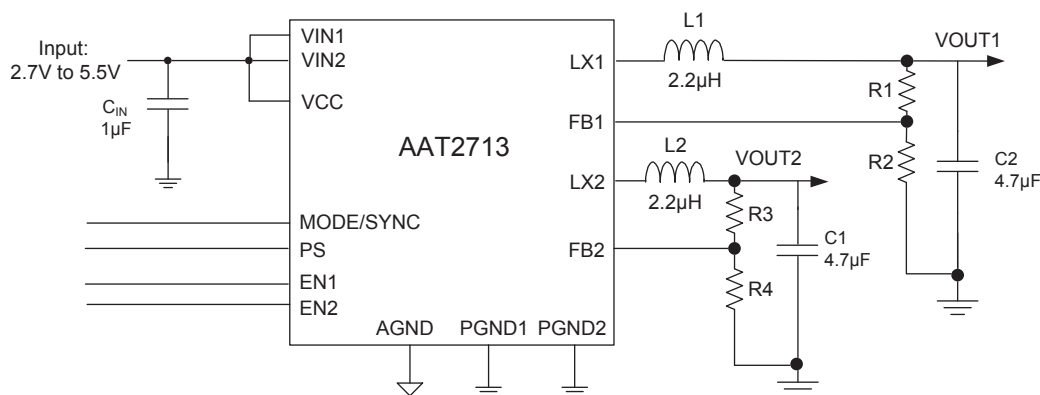 Input:
2.7V to 5.5V
C_IN
1µF
VIN1
VIN2
VCC
MODE/SYNC
PS
EN1
EN2
AAT2713
AGND
PGND1
PGND2
LX1
FB1
LX2
FB2
L1
2.2µH
VOUT1
R1
R2
C2
4.7µF
L2
2.2µH
VOUT2
R3
R4
C1
4.7µF